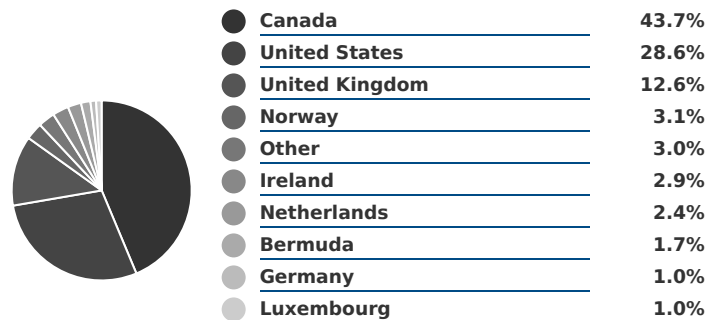 Canada 43.7%
United States 28.6%
United Kingdom 12.6%
Norway 3.1%
Other 3.0%
Ireland 2.9%
Netherlands 2.4%
Bermuda 1.7%
Germany 1.0%
Luxembourg 1.0%